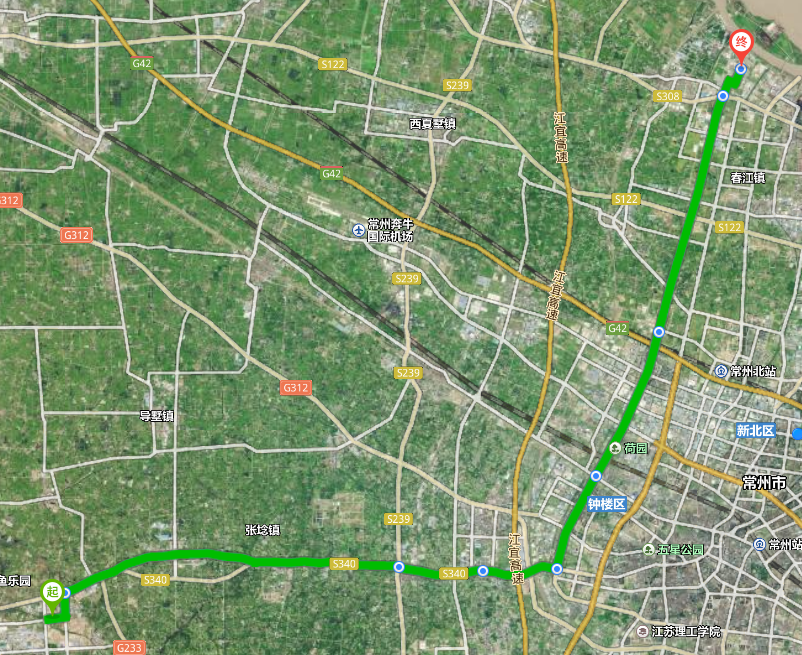 终
G42
S122
S239
S308
西夏墅镇
江宜高速
G42
春江镇
312
S122
G312
S122
常州奔牛
国际机场
S239
江宜高速
G42
常州北站
S239
G312
导墅镇
新北区
荷园
常州市
钟楼区
S239
张埝镇
江宜高速
五星公园
常州站
S340
S340
S340
鱼乐园
起
江苏理工学院
G233